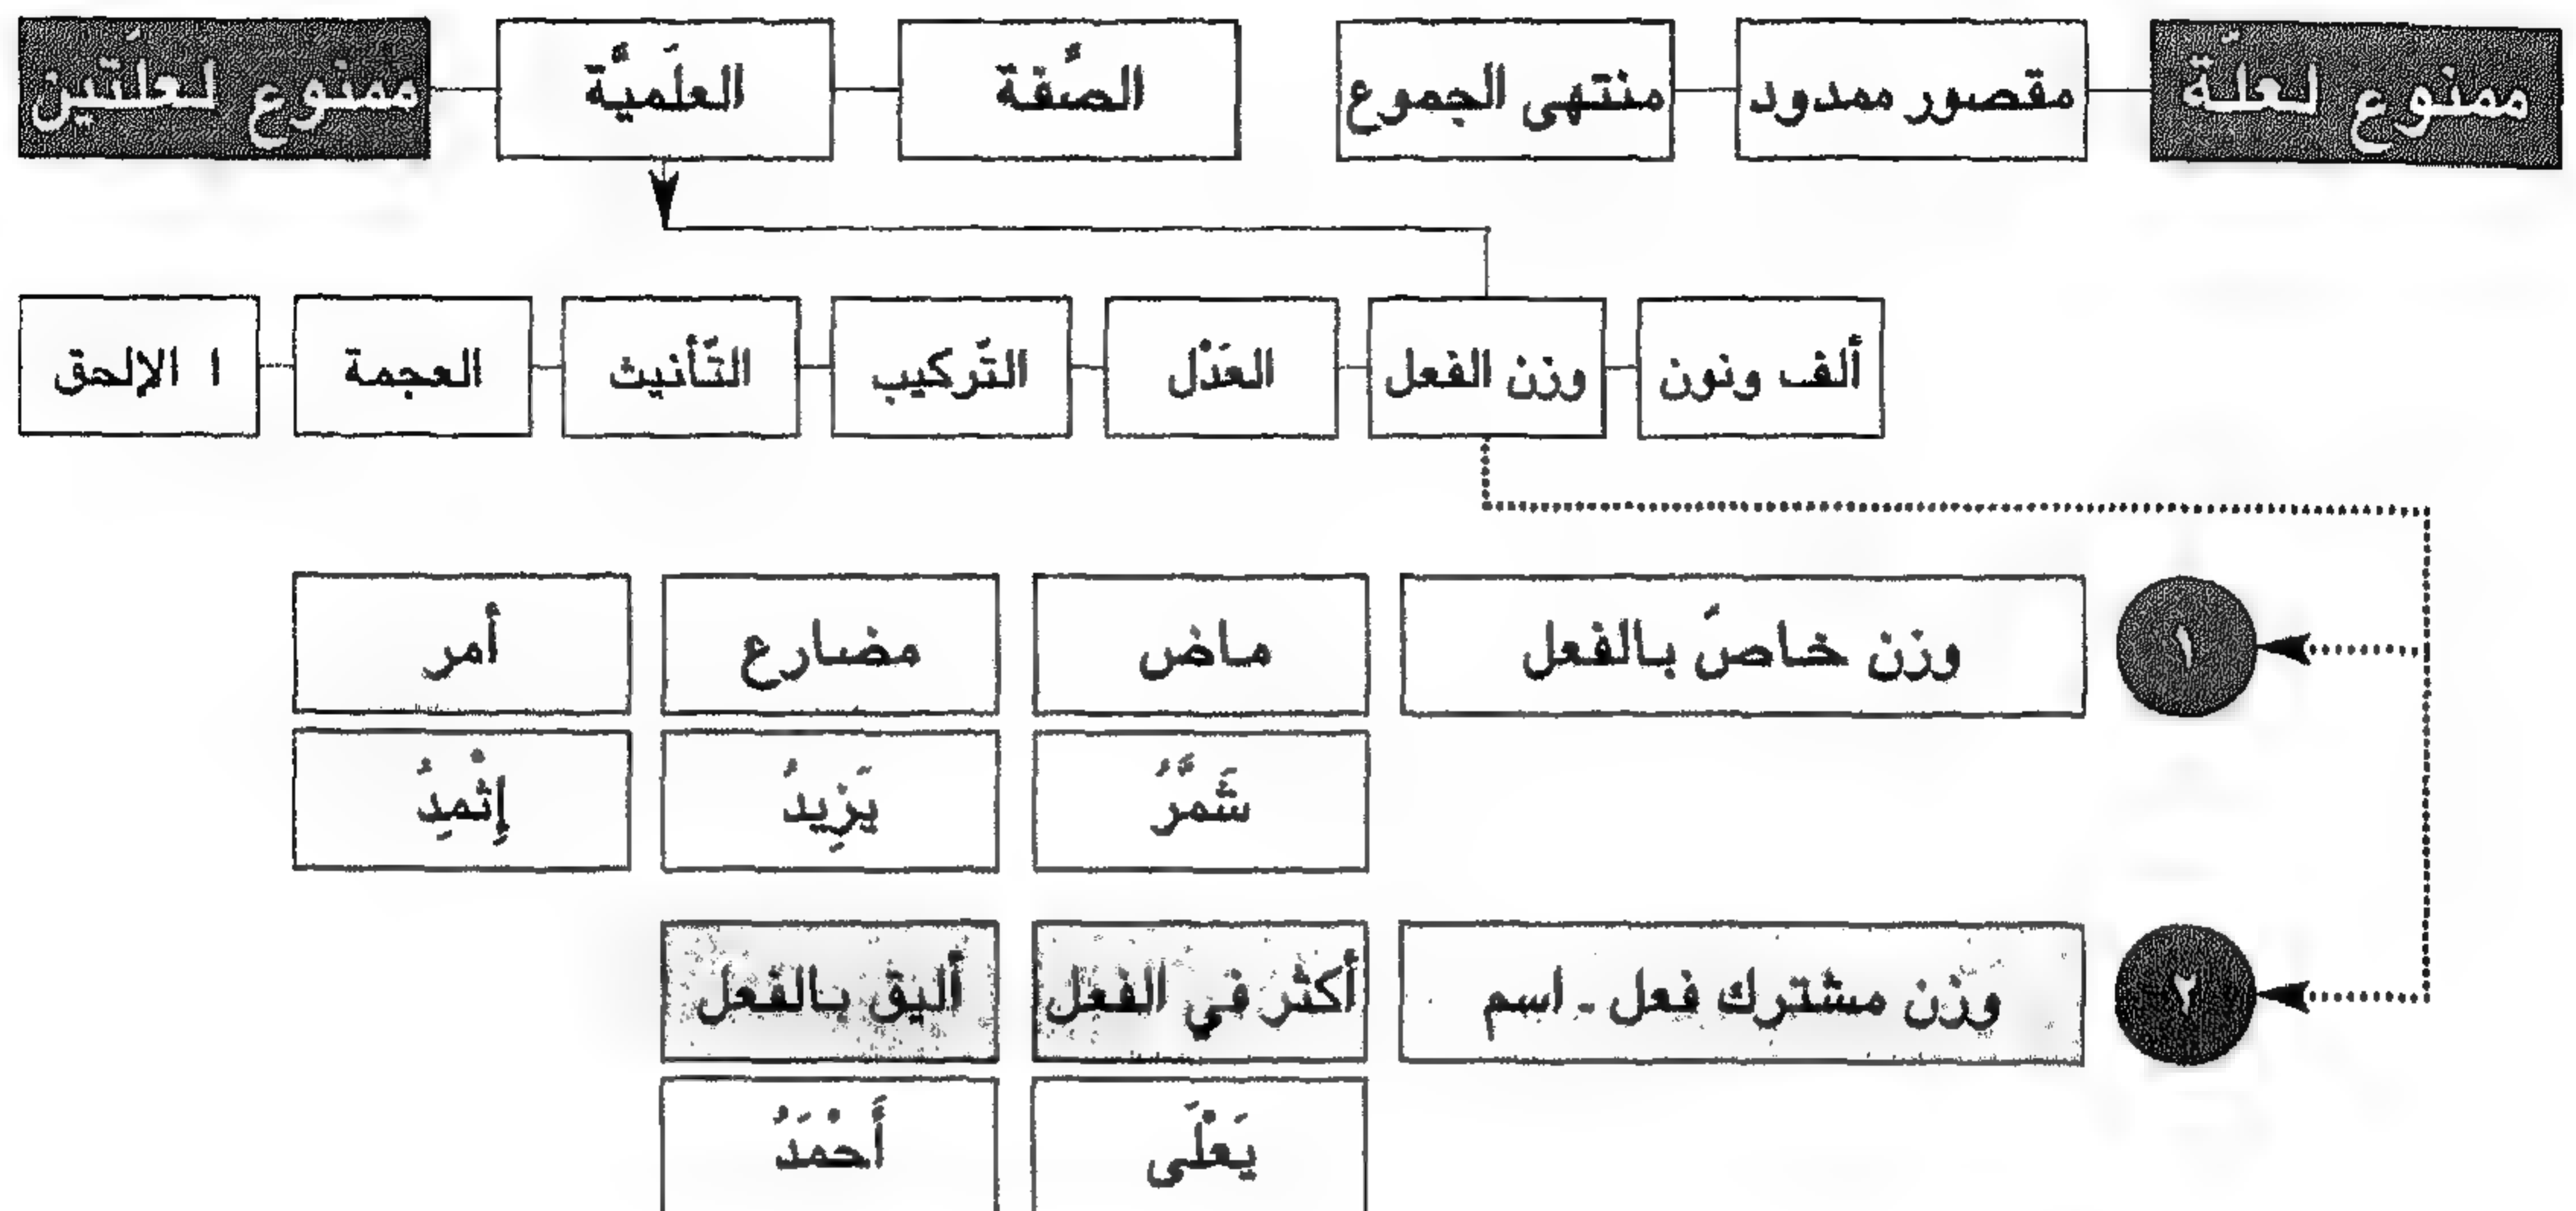 ممنوع لعلّة مقصور ممدود منتهى الجموع الصّفة العلَميَّة ممنوع لعلّتين
ألف ونون وزن الفعل العَدْل التّركيب التّأنيث العجمة ا الإلحق
١ وزن خاصّ بالفعل ماض مضارع أمر
شَمَّرُ يَزِيدُ إِثْمِدُ
٢ وزن مشترك فعل - اسم أكثر في الفعل أليق بالفعل
يَعْلَى أَحْمَدُ